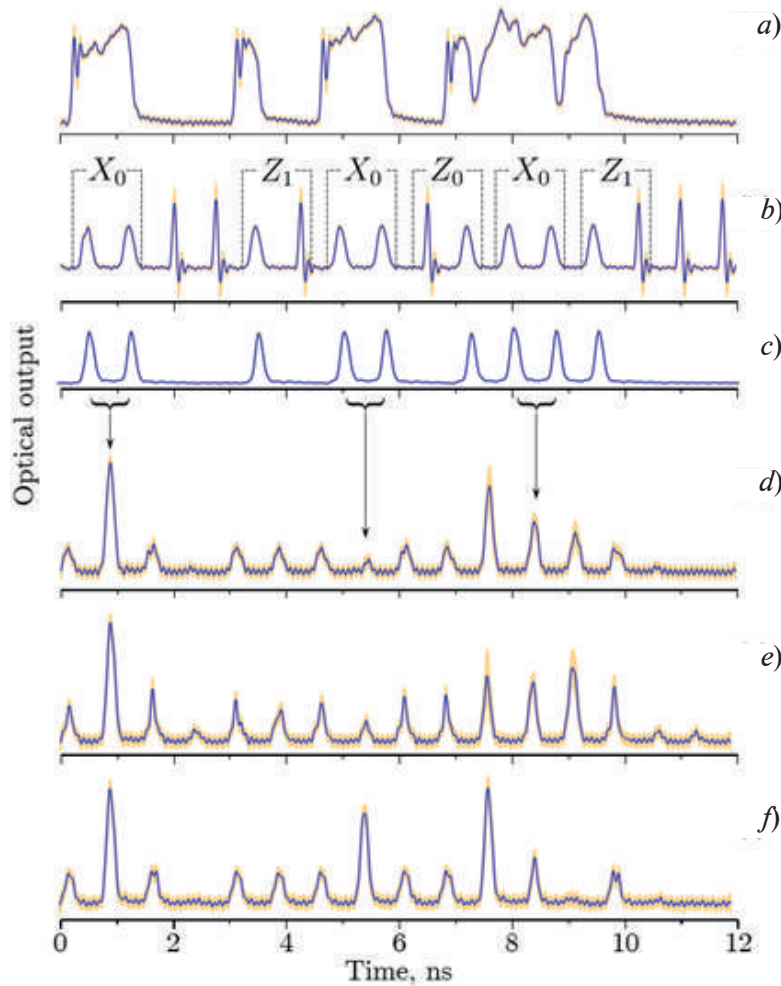 a)
b)
X₀ Z₁ X₀ Z₀ X₀ Z₁
c)
Optical output
d)
e)
f)
0 2 4 6 8 10 12
Time, ns